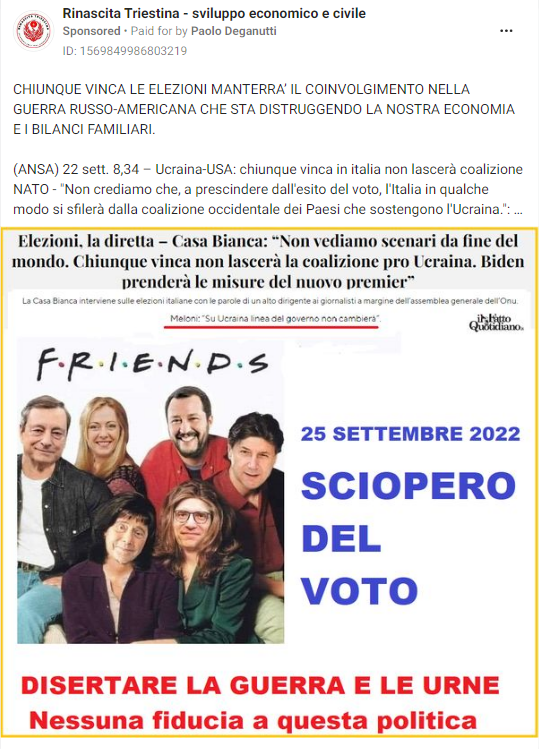 Rinascita Triestina - sviluppo economico e civile
Sponsored • Paid for by Paolo Deganutti
ID: 1569849986803219
CHIUNQUE VINCA LE ELEZIONI MANTERRA’ IL COINVOLGIMENTO NELLA
GUERRA RUSSO-AMERICANA CHE STA DISTRUGGENDO LA NOSTRA ECONOMIA
E I BILANCI FAMILIARI.
(ANSA) 22 sett. 8,34 – Ucraina-USA: chiunque vinca in italia non lascerà coalizione
NATO - "Non crediamo che, a prescindere dall'esito del voto, l'Italia in qualche
modo si sfilerà dalla coalizione occidentale dei Paesi che sostengono l'Ucraina.": ...
Elezioni, la diretta – Casa Bianca: “Non vediamo scenari da fine del
mondo. Chiunque vinca non lascerà la coalizione pro Ucraina. Biden
prenderà le misure del nuovo premier”
La Casa Bianca interviene sulle elezioni italiane con le parole di un alto dirigente ai giornalisti a margine dell’assemblea generale dell’Onu.
Meloni: “Su Ucraina linea del governo non cambierà”.
il Fatto
Quotidiano.it
F•R•I•E•N•D•S
25 SETTEMBRE 2022
SCIOPERO
DEL
VOTO
DISERTARE LA GUERRA E LE URNE
Nessuna fiducia a questa politica